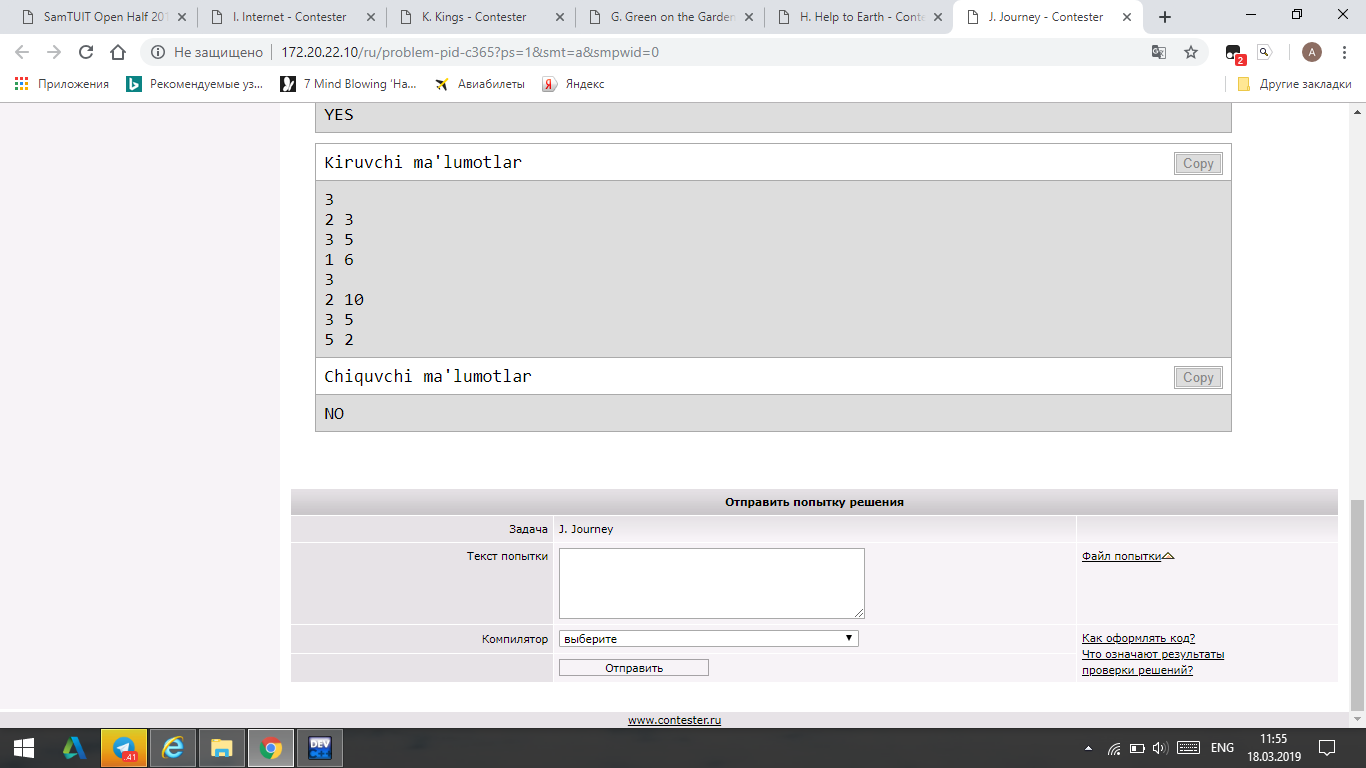 SamTUIT Open Half 201
I. Internet - Contester
K. Kings - Contester
G. Green on the Garden
H. Help to Earth - Conte
J. Journey - Contester
Не защищено
172.20.22.10/ru/problem-pid-c365?ps=1&smt=a&smpwid=0
2
A
Приложения
Рекомендуемые уз...
7 Mind Blowing 'Ha...
Авиабилеты
Яндекс
Другие закладки
YES
Kiruvchi ma'lumotlar
Copy
3
2 3
3 5
1 6
3
2 10
3 5
5 2
Chiquvchi ma'lumotlar
Copy
NO
Отправить попытку решения
Задача
J. Journey
Текст попытки
Файл попытки
Компилятор
выберите
Как оформлять код?
Что означают результаты
проверки решений?
Отправить
www.contester.ru
41
DEV
ENG
11:55
18.03.2019